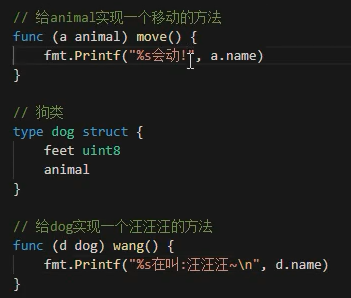 // 给animal实现一个移动的方法
func (a animal) move() {
    fmt.Printf("%s会动!", a.name)
}

// 狗类
type dog struct {
    feet uint8
    animal
}

// 给dog实现一个汪汪汪的方法
func (d dog) wang() {
    fmt.Printf("%s在叫:汪汪汪~\n", d.name)
}